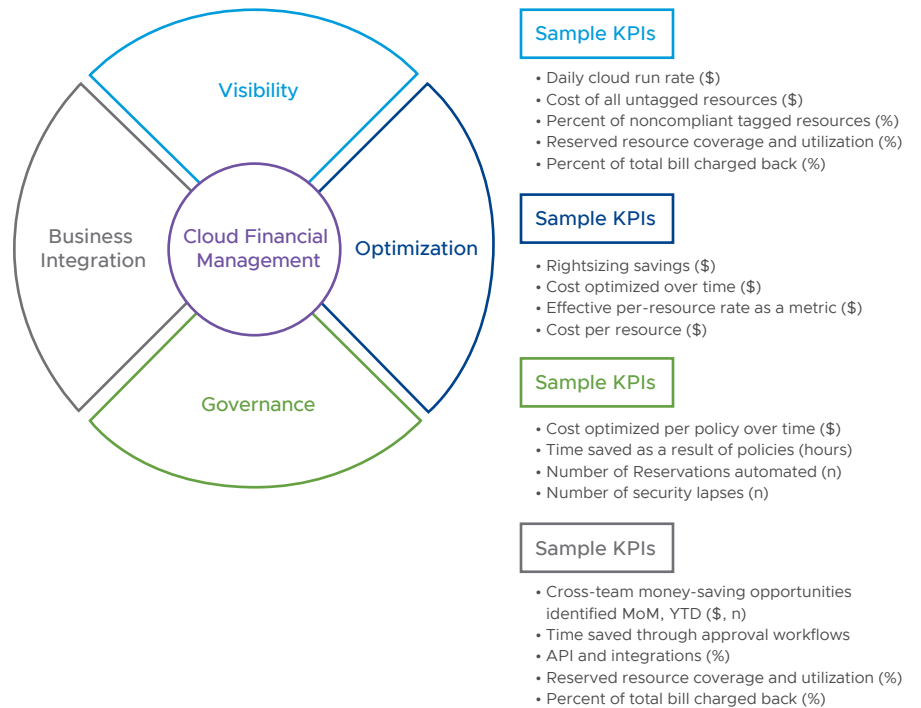 Visibility
Business
Integration
Cloud Financial
Management
Optimization
Governance
Sample KPIs
• Daily cloud run rate ($)
• Cost of all untagged resources ($)
• Percent of noncompliant tagged resources (%)
• Reserved resource coverage and utilization (%)
• Percent of total bill charged back (%)
Sample KPIs
• Rightsizing savings ($)
• Cost optimized over time ($)
• Effective per-resource rate as a metric ($)
• Cost per resource ($)
Sample KPIs
• Cost optimized per policy over time ($)
• Time saved as a result of policies (hours)
• Number of Reservations automated (n)
• Number of security lapses (n)
Sample KPIs
• Cross-team money-saving opportunities
identified MoM, YTD ($, n)
• Time saved through approval workflows
• API and integrations (%)
• Reserved resource coverage and utilization (%)
• Percent of total bill charged back (%)